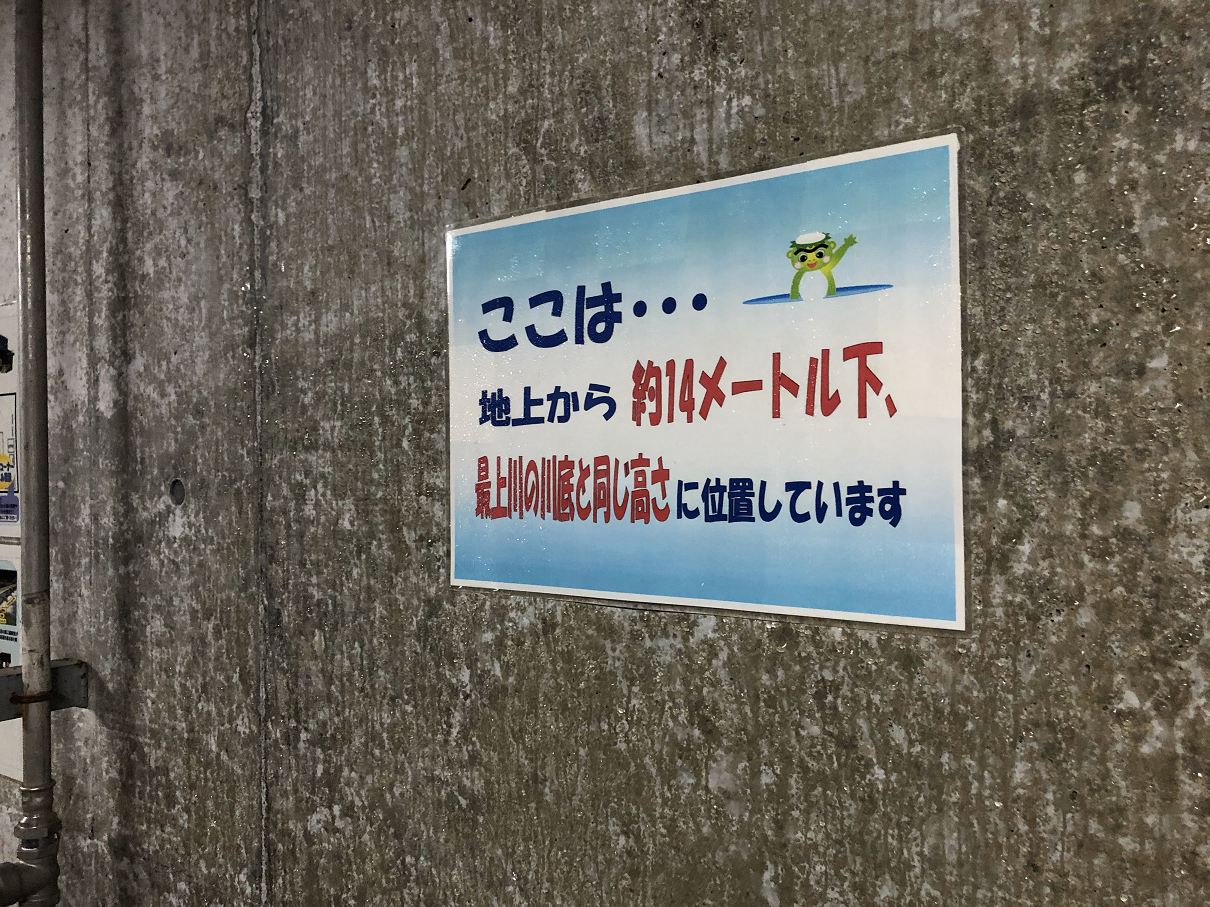 ここは・・・
地上から 約14メートル下、
最上川の川底と同じ高さに位置しています